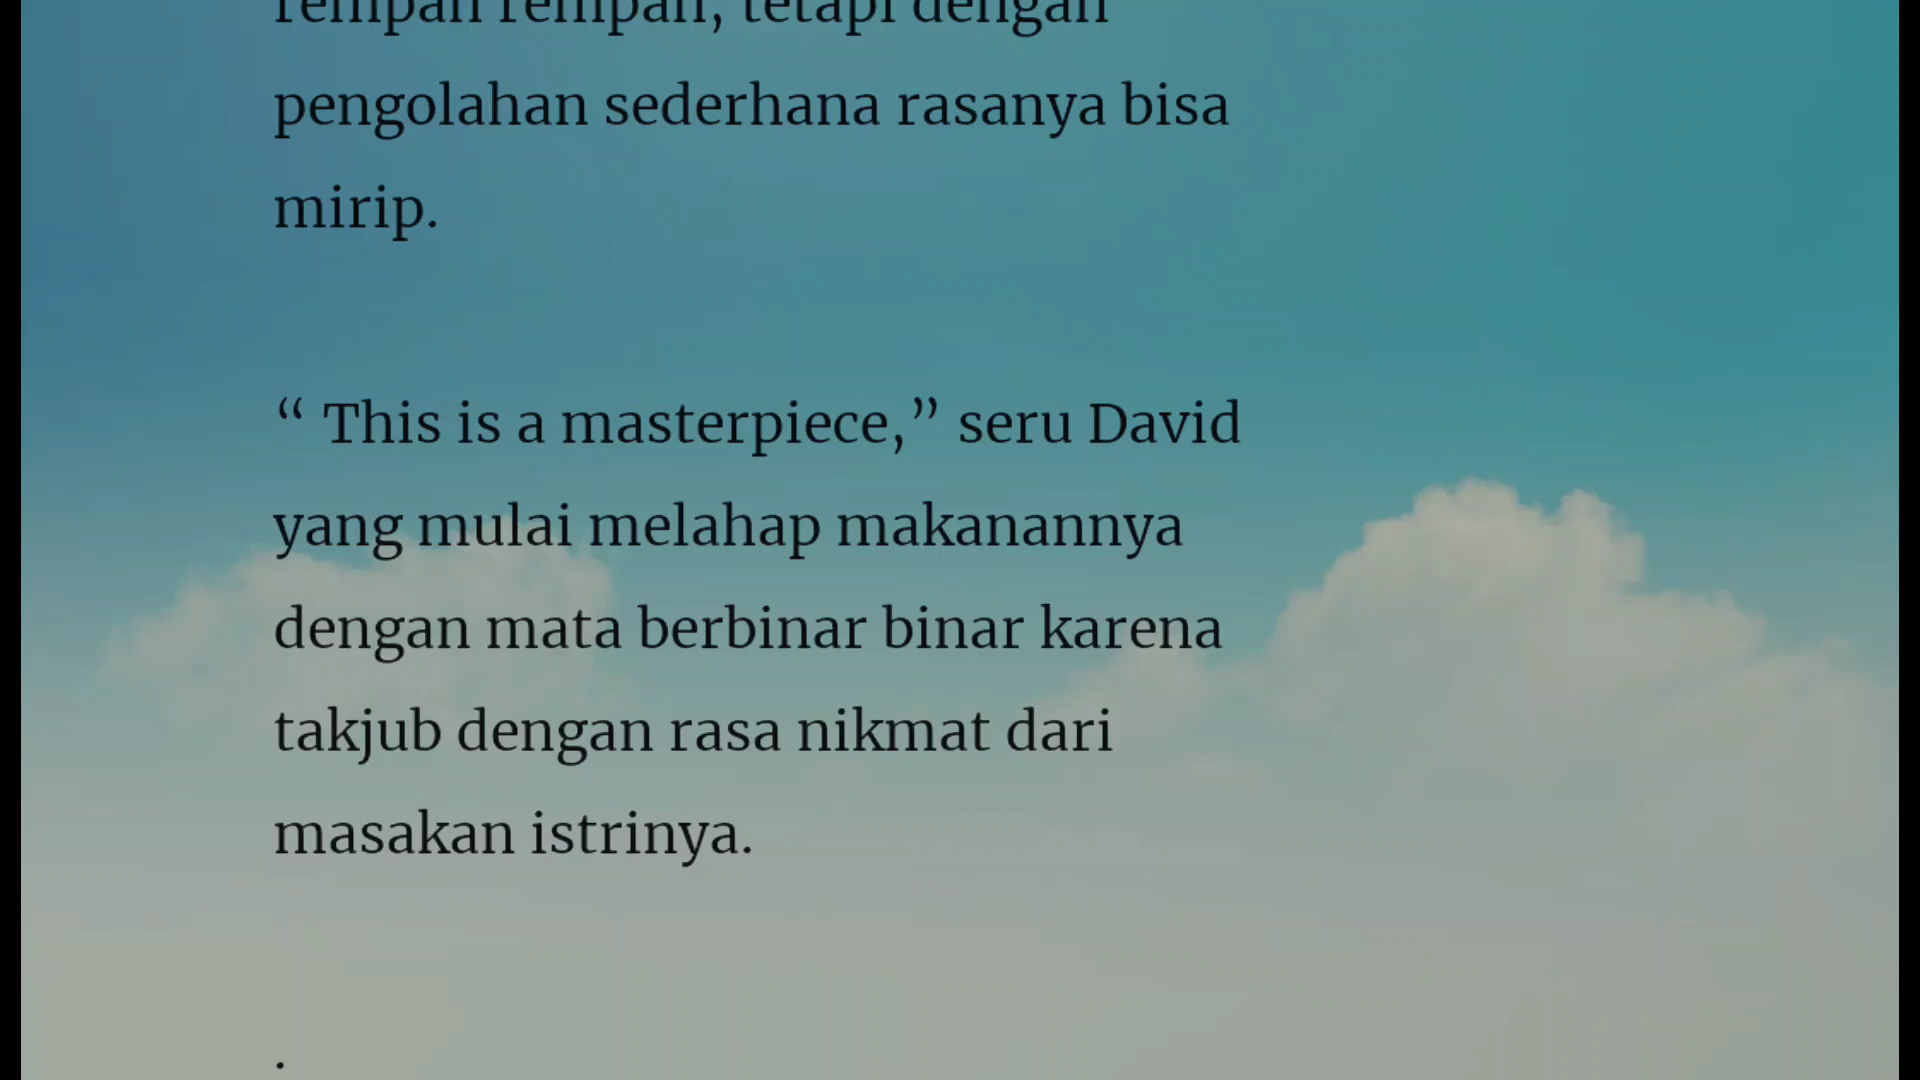 rempah rempah, tetapi dengan
pengolahan sederhana rasanya bisa
mirip.
“ This is a masterpiece,” seru David
yang mulai melahap makanannya
dengan mata berbinar binar karena
takjub dengan rasa nikmat dari
masakan istrinya.
.